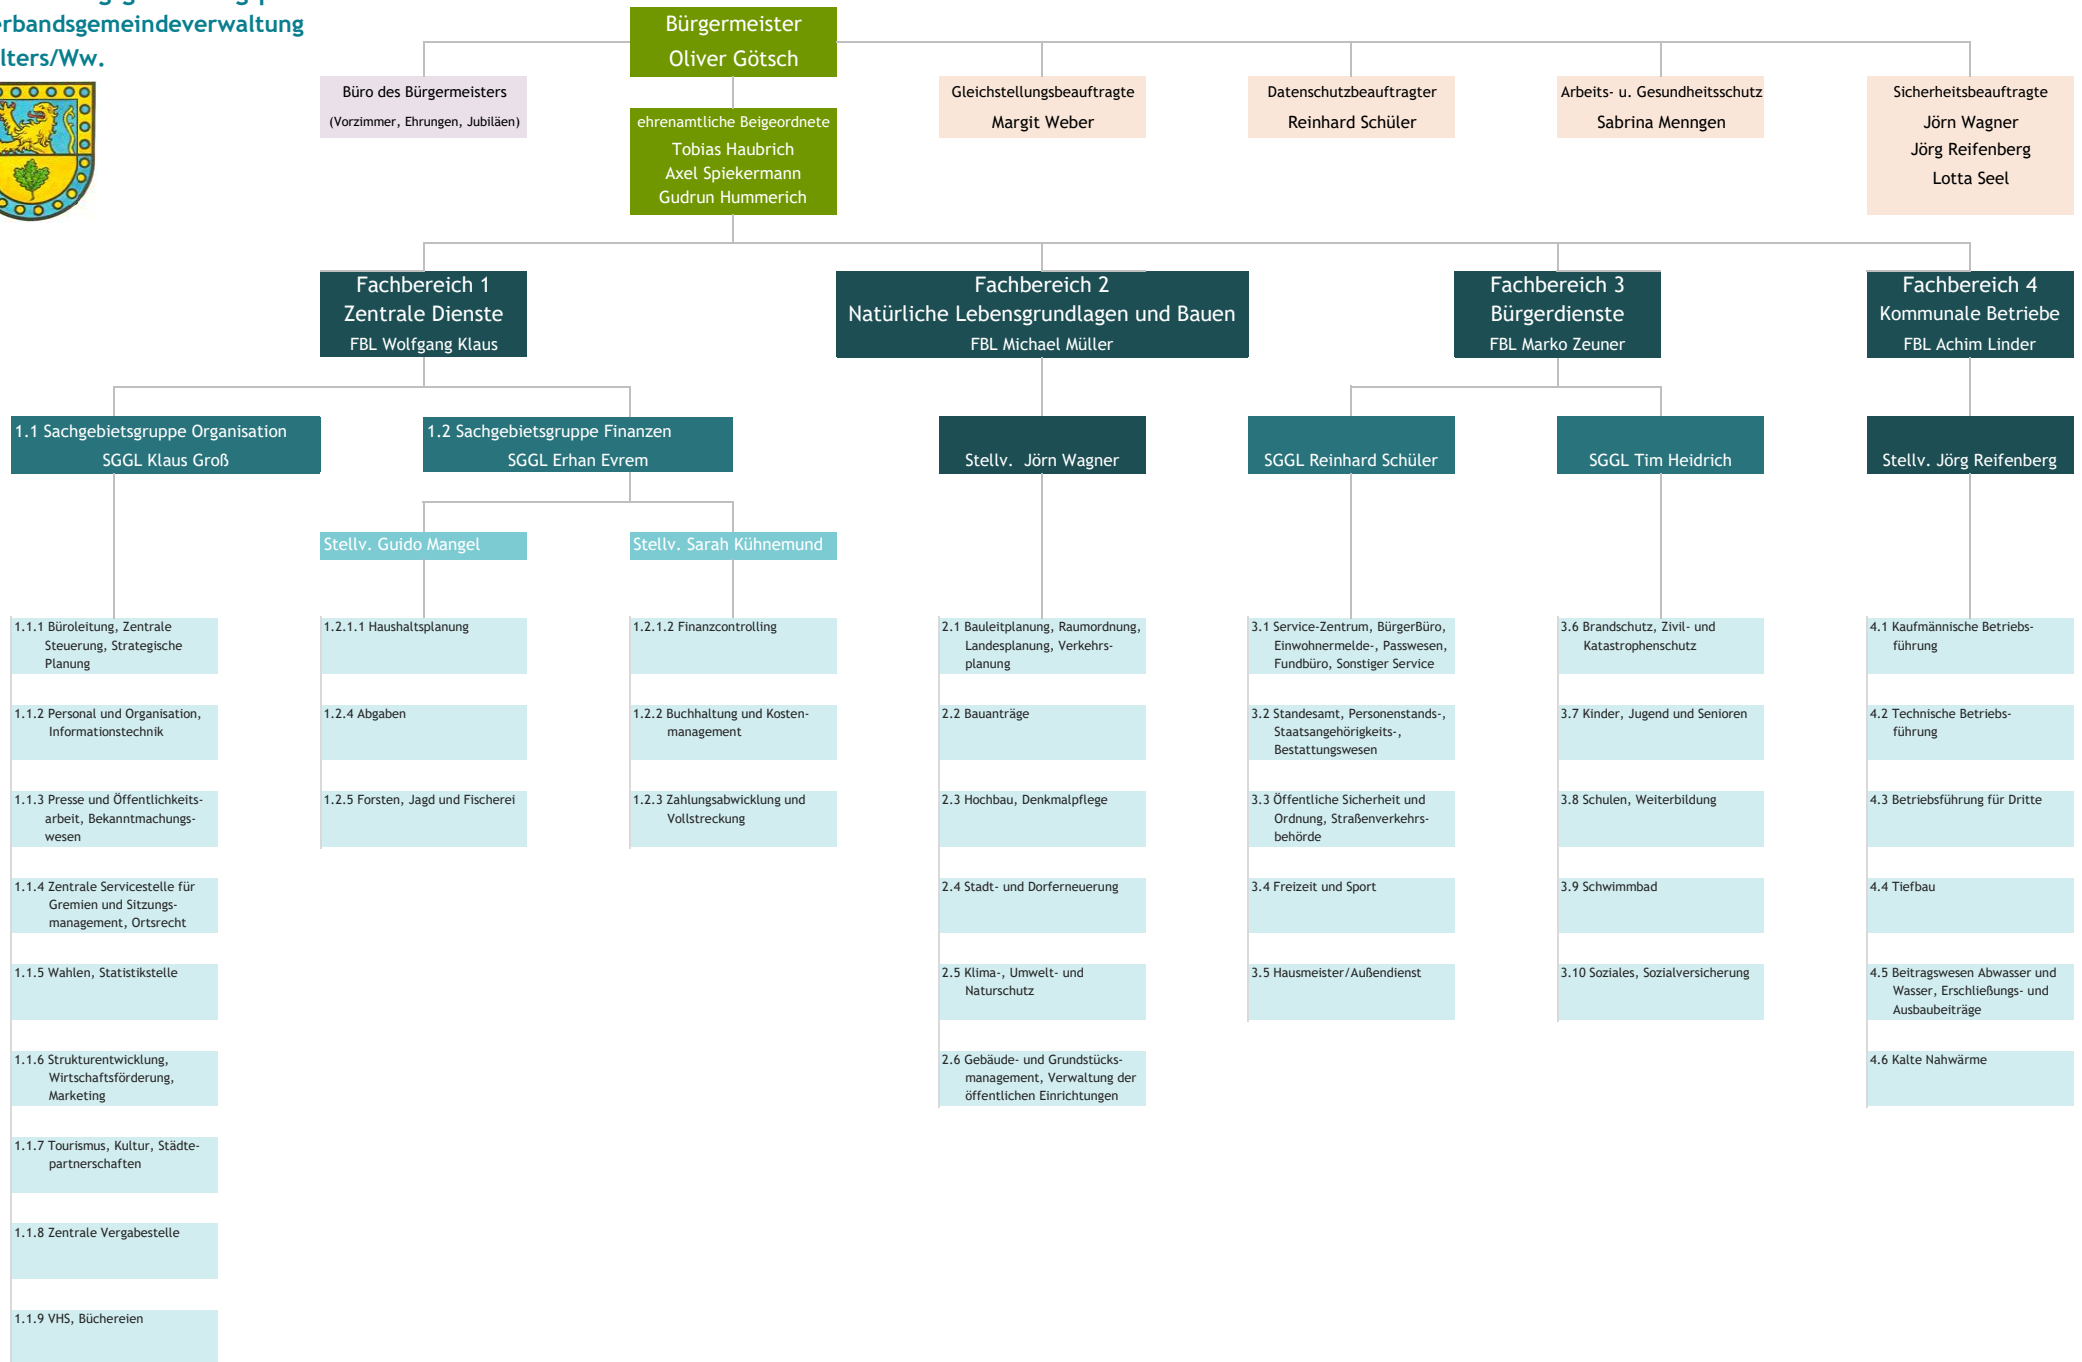 Bürgermeister
Oliver Götsch
Büro des Bürgermeisters
(Vorzimmer, Ehrungen, Jubiläen)
ehrenamtliche Beigeordnete
Tobias Haubrich
Axel Spiekermann
Gudrun Hummerich
Gleichstellungsbeauftragte
Margit Weber
Datenschutzbeauftragter
Reinhard Schüler
Arbeits- u. Gesundheitsschutz
Sabrina Menngen
Sicherheitsbeauftragte
Jörn Wagner
Jörg Reifenberg
Lotta Seel
Fachbereich 1
Zentrale Dienste
FBL Wolfgang Klaus
Fachbereich 2
Natürliche Lebensgrundlagen und Bauen
FBL Michael Müller
Fachbereich 3
Bürgerdienste
FBL Marko Zeuner
Fachbereich 4
Kommunale Betriebe
FBL Achim Linder
1.1 Sachgebietsgruppe Organisation
SGGL Klaus Groß
1.2 Sachgebietsgruppe Finanzen
SGGL Erhan Evrem
Stellv. Jörn Wagner
SGGL Reinhard Schüler
SGGL Tim Heidrich
Stellv. Jörg Reifenberg
Stellv. Guido Mangel
Stellv. Sarah Kühnemund
1.1.1 Büroleitung, Zentrale
Steuerung, Strategische
Planung
1.1.2 Personal und Organisation,
Informationstechnik
1.1.3 Presse und Öffentlichkeits-
arbeit, Bekanntmachungs-
wesen
1.1.4 Zentrale Servicestelle für
Gremien und Sitzungs-
management, Ortsrecht
1.1.5 Wahlen, Statistikstelle
1.1.6 Strukturentwicklung,
Wirtschaftsförderung,
Marketing
1.1.7 Tourismus, Kultur, Städte-
partnerschaften
1.1.8 Zentrale Vergabestelle
1.1.9 VHS, Büchereien
1.2.1.1 Haushaltsplanung
1.2.4 Abgaben
1.2.5 Forsten, Jagd und Fischerei
1.2.1.2 Finanzcontrolling
1.2.2 Buchhaltung und Kosten-
management
1.2.3 Zahlungsabwicklung und
Vollstreckung
2.1 Bauleitplanung, Raumordnung,
Landesplanung, Verkehrs-
planung
2.2 Bauanträge
2.3 Hochbau, Denkmalpflege
2.4 Stadt- und Dorferneuerung
2.5 Klima-, Umwelt- und
Naturschutz
2.6 Gebäude- und Grundstücks-
management, Verwaltung der
öffentlichen Einrichtungen
3.1 Service-Zentrum, BürgerBüro,
Einwohnermelde-, Passwesen,
Fundbüro, Sonstiger Service
3.2 Standesamt, Personenstands-,
Staatsangehörigkeits-,
Bestattungswesen
3.3 Öffentliche Sicherheit und
Ordnung, Straßenverkehrs-
behörde
3.4 Freizeit und Sport
3.5 Hausmeister/Außendienst
3.6 Brandschutz, Zivil- und
Katastrophenschutz
3.7 Kinder, Jugend und Senioren
3.8 Schulen, Weiterbildung
3.9 Schwimmbad
3.10 Soziales, Sozialversicherung
4.1 Kaufmännische Betriebs-
führung
4.2 Technische Betriebs-
führung
4.3 Betriebsführung für Dritte
4.4 Tiefbau
4.5 Beitragswesen Abwasser und
Wasser, Erschließungs- und
Ausbaubeiträge
4.6 Kalte Nahwärme